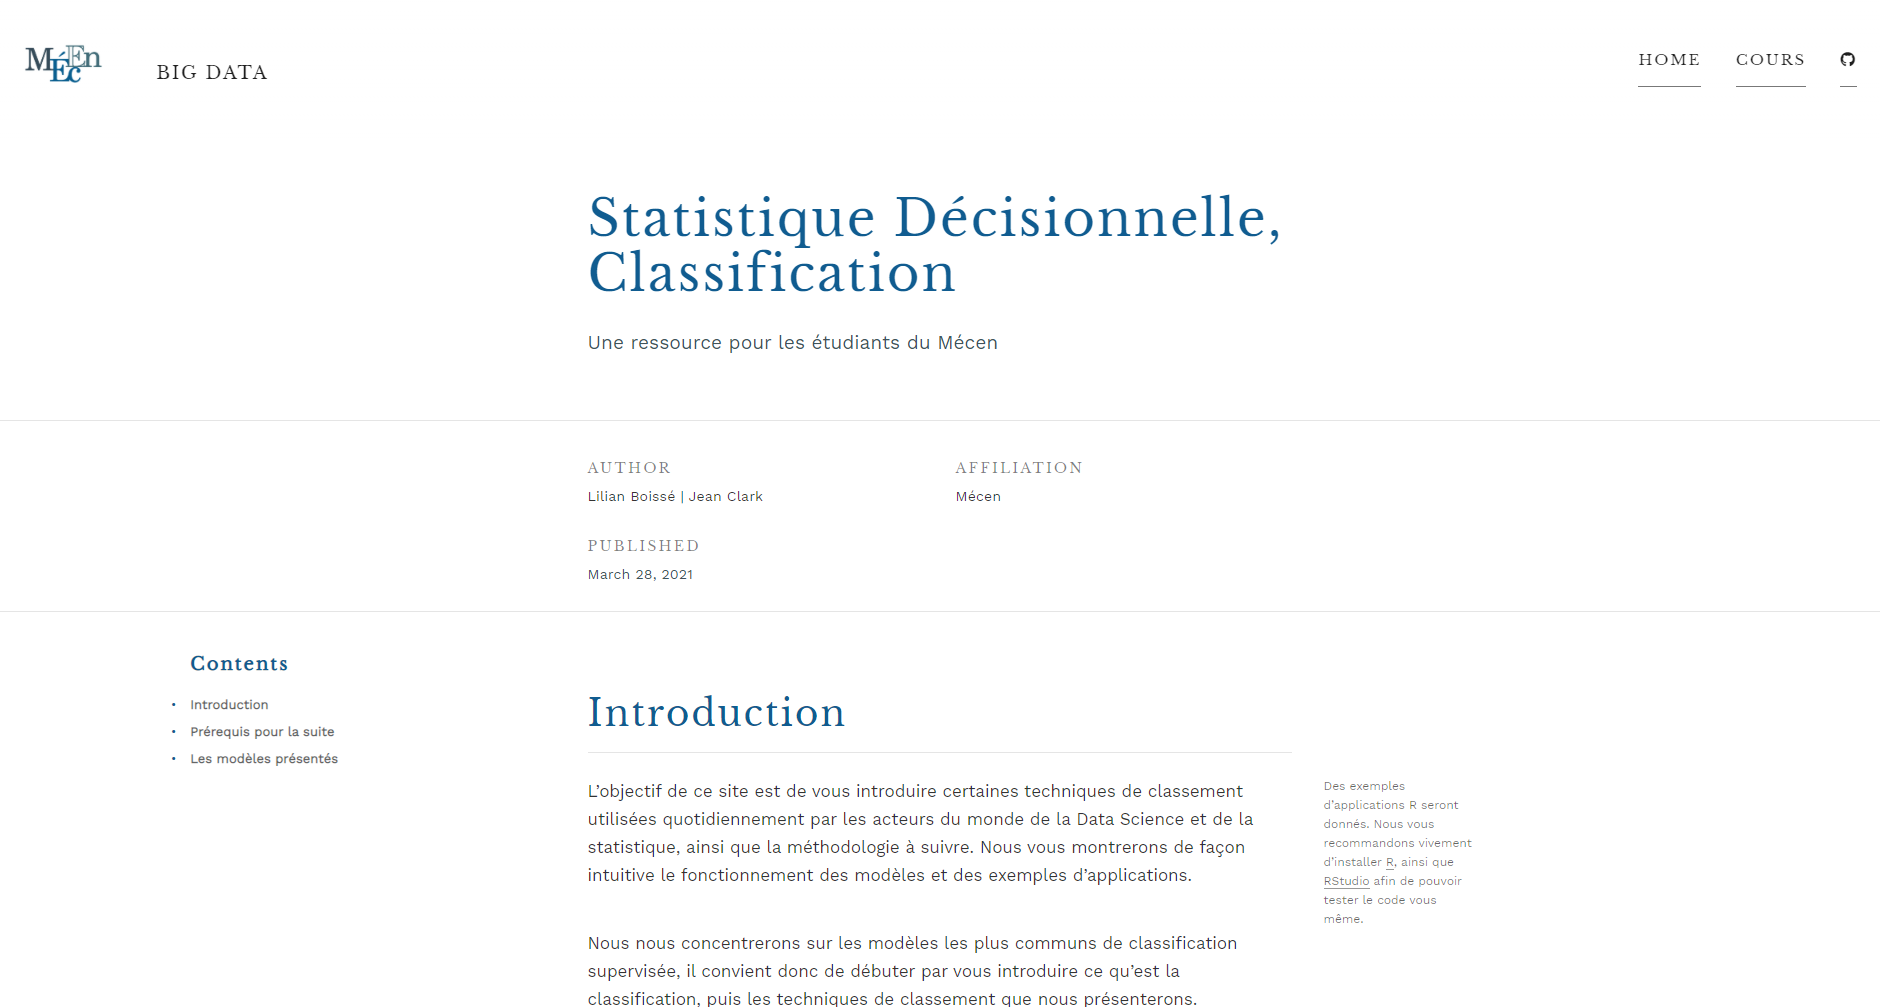 MÉcEn
BIG DATA
HOME
COURS
Statistique Décisionnelle,
Classification
Une ressource pour les étudiants du Mécen
AUTHOR
AFFILIATION
Lilian Boissé | Jean Clark
Mécen
PUBLISHED
March 28, 2021
Contents
• Introduction
• Prérequis pour la suite
• Les modèles présentés
Introduction
L’objectif de ce site est de vous introduire certaines techniques de classement
utilisées quotidiennement par les acteurs du monde de la Data Science et de la
statistique, ainsi que la méthodologie à suivre. Nous vous montrerons de façon
intuitive le fonctionnement des modèles et des exemples d’applications.
Nous nous concentrerons sur les modèles les plus communs de classification
supervisée, il convient donc de débuter par vous introduire ce qu’est la
classification, puis les techniques de classement que nous présenterons.
Des exemples
d’applications R seront
donnés. Nous vous
recommandons vivement
d’installer R, ainsi que
RStudio afin de pouvoir
tester le code vous
même.